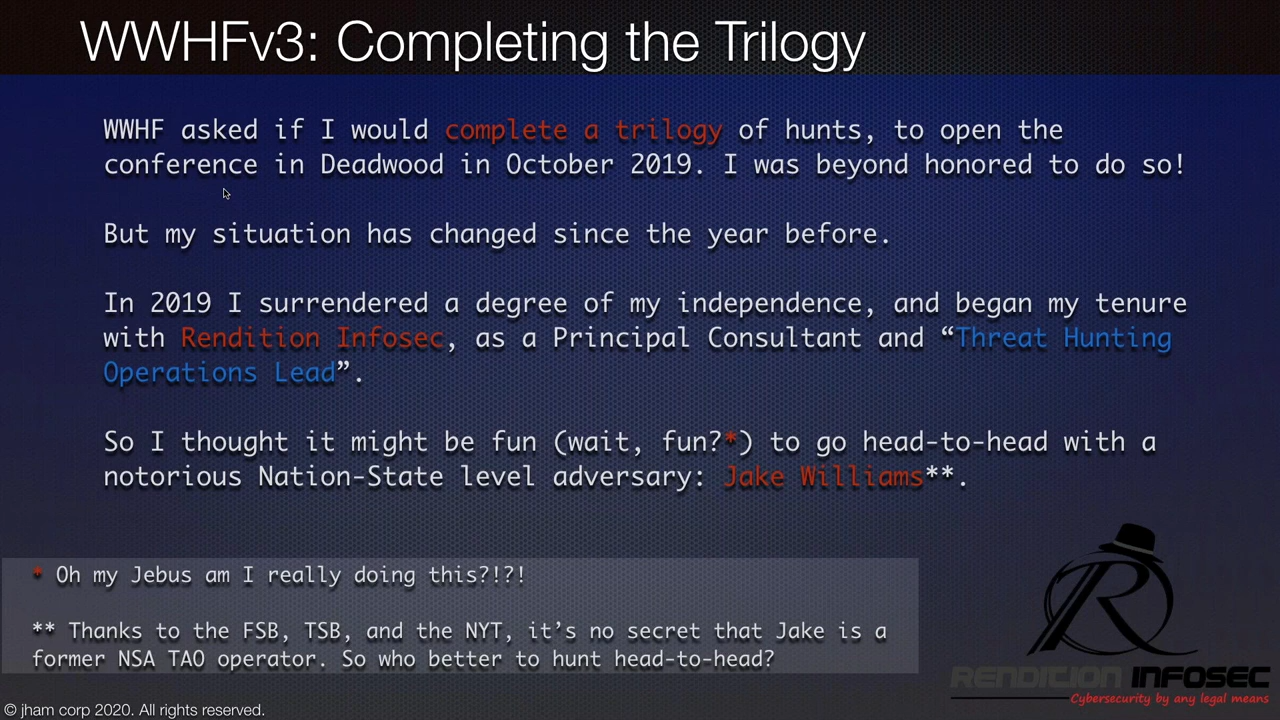 WWHFv3: Completing the Trilogy
WWHF asked if I would complete a trilogy of hunts, to open the
conference in Deadwood in October 2019. I was beyond honored to do so!
But my situation has changed since the year before.
In 2019 I surrendered a degree of my independence, and began my tenure
with Rendition Infosec, as a Principal Consultant and “Threat Hunting
Operations Lead”.
So I thought it might be fun (wait, fun?*) to go head-to-head with a
notorious Nation-State level adversary: Jake Williams**.
* Oh my Jebus am I really doing this?!?!
** Thanks to the FSB, TSB, and the NYT, it’s no secret that Jake is a
former NSA TAO operator. So who better to hunt head-to-head?
R
RENDITION INFOSEC
Cybersecurity by any legal means
© jham corp 2020. All rights reserved.